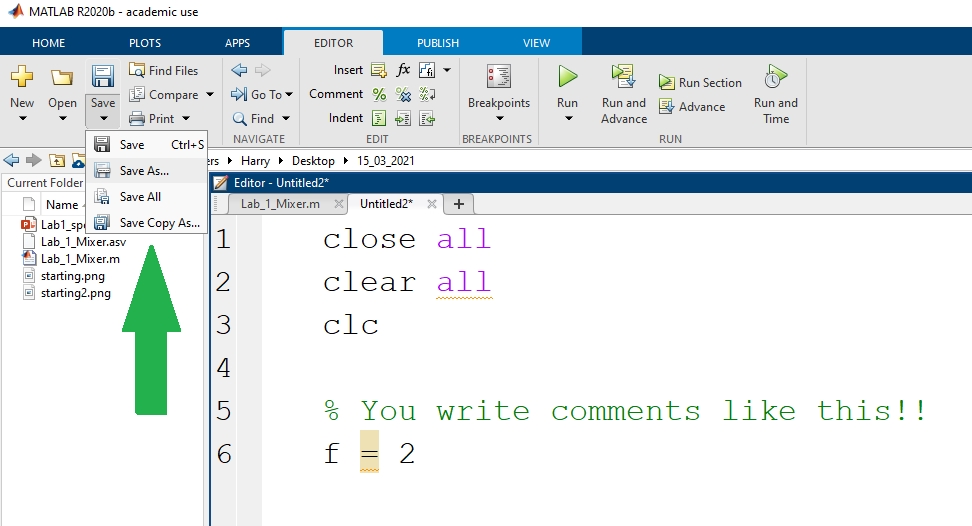 MATLAB R2020b - academic use
HOME PLOTS APPS EDITOR PUBLISH VIEW
New Open Save Find Files Compare Print
Go To Find
NAVIGATE
Insert fx
Comment % % %
Indent
EDIT
Breakpoints
BREAKPOINTS
Run Run and Advance Run Section Advance Run and Time
RUN
Save Ctrl+S
Save As...
Save All
Save Copy As...
ers Harry Desktop 15_03_2021
Current Folder
Name
Lab1_sp
Lab_1_Mixer.asv
Lab_1_Mixer.m
starting.png
starting2.png
Editor - Untitled2*
Lab_1_Mixer.m Untitled2* +
1 close all
2 clear all
3 clc
4
5 % You write comments like this!!
6 f = 2